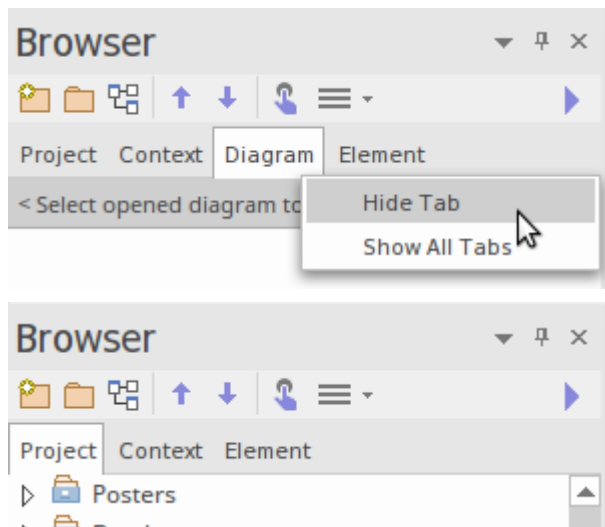 Browser
Project Context Diagram Element
< Select opened diagram to
Hide Tab
Show All Tabs
Browser
Project Context Element
Posters